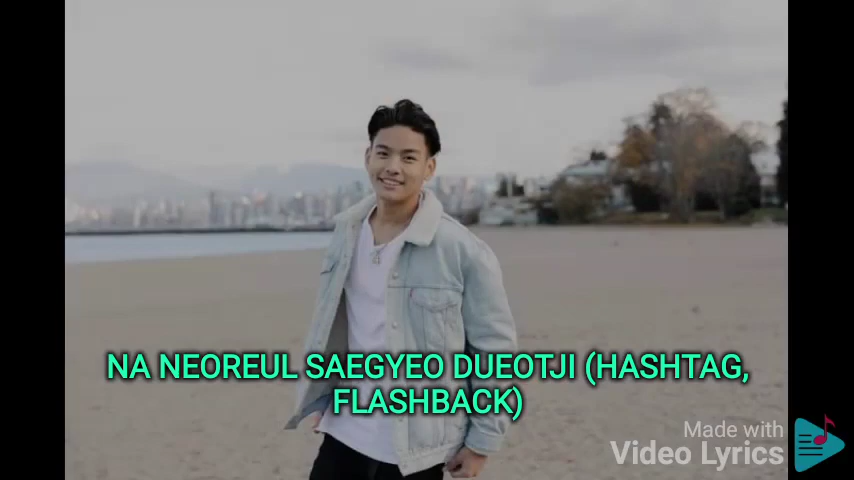 NA NEOREUL SAEGYEO DUEOTJI (HASHTAG,
FLASHBACK)
Made with
Video Lyrics